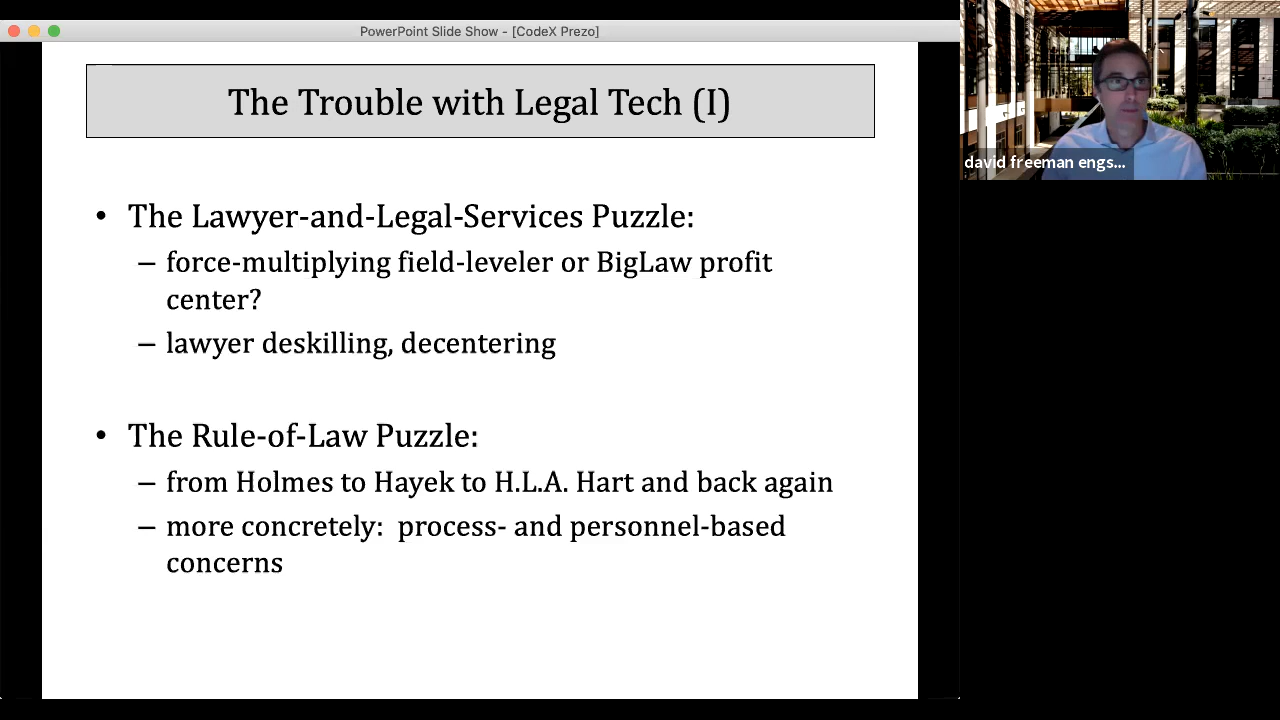 PowerPoint Slide Show - [CodeX Prezo]
The Trouble with Legal Tech (I)
• The Lawyer-and-Legal-Services Puzzle:
– force-multiplying field-leveler or BigLaw profit
center?
– lawyer deskilling, decentering
• The Rule-of-Law Puzzle:
– from Holmes to Hayek to H.L.A. Hart and back again
– more concretely:  process- and personnel-based
concerns
david freeman engs...